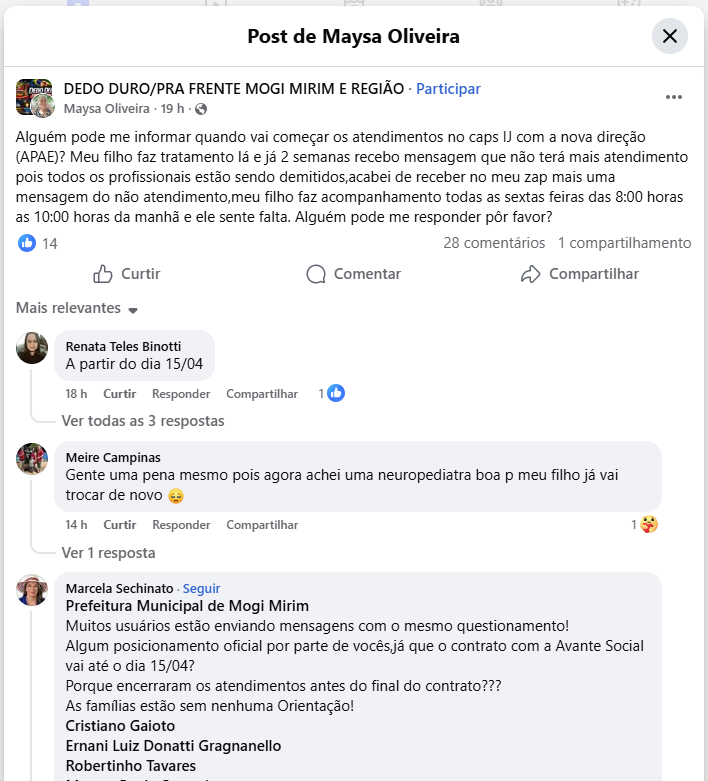 Post de Maysa Oliveira
DEDO DURO/PRA FRENTE MOGI MIRIM E REGIÃO · Participar
Maysa Oliveira · 19 h ·
Alguém pode me informar quando vai começar os atendimentos no caps IJ com a nova direção
(APAE)? Meu filho faz tratamento lá e já 2 semanas recebo mensagem que não terá mais atendimento
pois todos os profissionais estão sendo demitidos,acabei de receber no meu zap mais uma
mensagem do não atendimento,meu filho faz acompanhamento todas as sextas feiras das 8:00 horas
as 10:00 horas da manhã e ele sente falta. Alguém pode me responder pôr favor?
14
28 comentários 1 compartilhamento
Curtir Comentar Compartilhar
Mais relevantes
Renata Teles Binotti
A partir do dia 15/04
18 h Curtir Responder Compartilhar 1
Ver todas as 3 respostas
Meire Campinas
Gente uma pena mesmo pois agora achei uma neuropediatra boa p meu filho já vai
trocar de novo 😔
14 h Curtir Responder Compartilhar 1
Ver 1 resposta
Marcela Sechinato · Seguir
Prefeitura Municipal de Mogi Mirim
Muitos usuários estão enviando mensagens com o mesmo questionamento!
Algum posicionamento oficial por parte de vocês,já que o contrato com a Avante Social
vai até o dia 15/04?
Porque encerraram os atendimentos antes do final do contrato???
As famílias estão sem nenhuma Orientação!
Cristiano Gaioto
Ernani Luiz Donatti Gragnanello
Robertinho Tavares